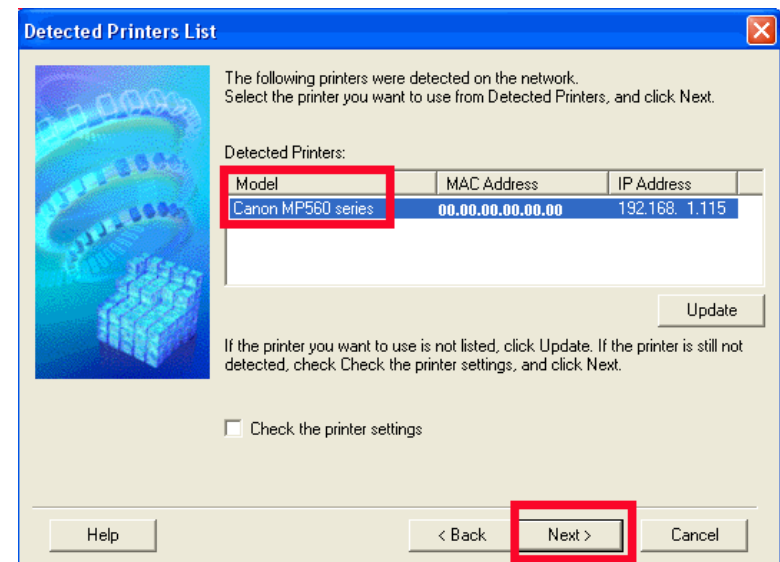 Detected Printers List
The following printers were detected on the network.
Select the printer you want to use from Detected Printers, and click Next.
Detected Printers:
Model MAC Address IP Address
Canon MP560 series 00.00.00.00.00.00 192.168. 1.115
Update
If the printer you want to use is not listed, click Update. If the printer is still not
detected, check Check the printer settings, and click Next.
Check the printer settings
Help < Back Next > Cancel